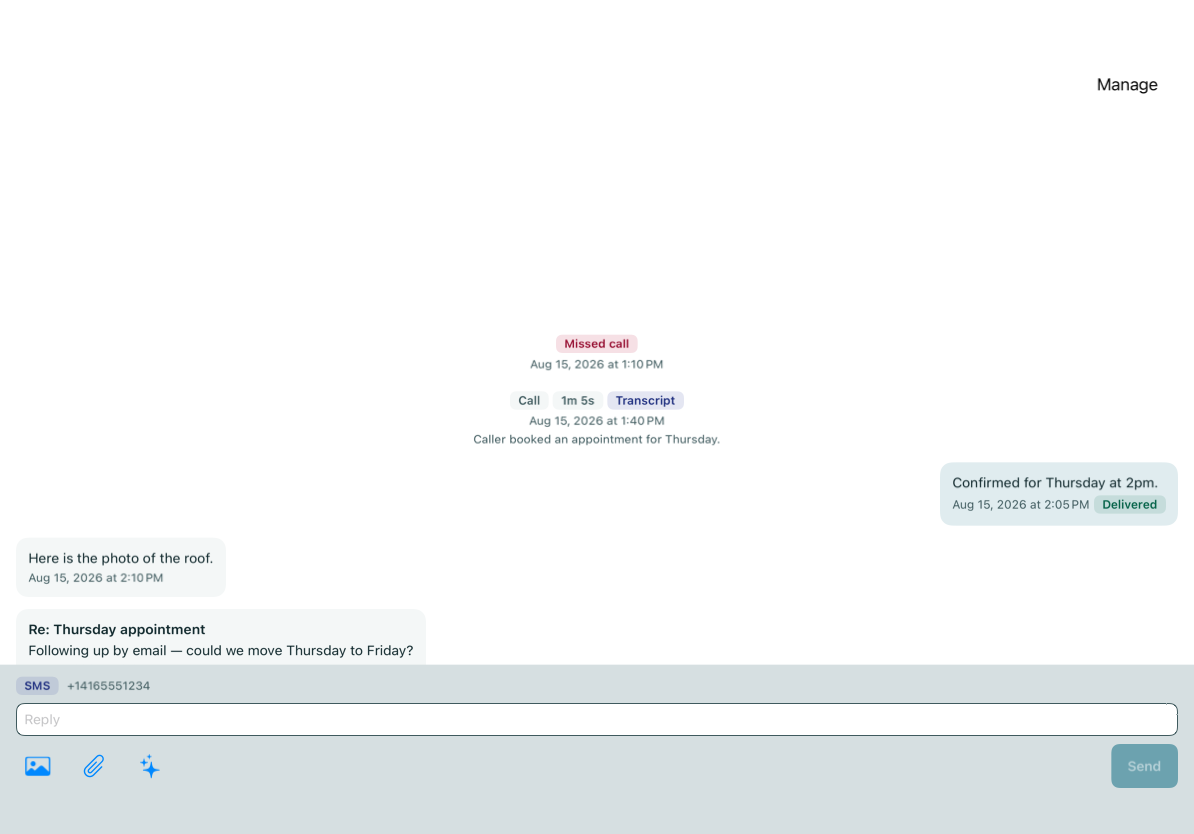 Manage
Missed call
Aug 15, 2026 at 1:10 PM
Call 1m 5s Transcript
Aug 15, 2026 at 1:40 PM
Caller booked an appointment for Thursday.
Confirmed for Thursday at 2pm.
Aug 15, 2026 at 2:05 PM Delivered
Here is the photo of the roof.
Aug 15, 2026 at 2:10 PM
Re: Thursday appointment
Following up by email — could we move Thursday to Friday?
SMS +14165551234
Reply
Send